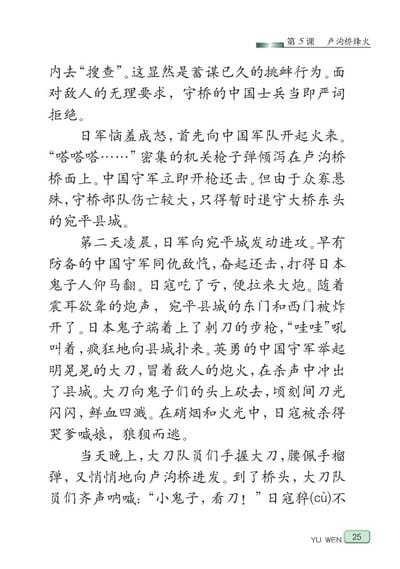 第5课 卢沟桥烽火
内去“搜查”。这显然是蓄谋已久的挑衅行为。面
对敌人的无理要求，守桥的中国士兵当即严词
拒绝。
日军恼羞成怒，首先向中国军队开起火来。
“嗒嗒嗒……”密集的机关枪子弹倾泻在卢沟桥
桥面上。中国守军立即开枪还击。但由于众寡悬
殊，守桥部队伤亡较大，只得暂时退守大桥东头
的宛平县城。
第二天凌晨，日军向宛平城发动进攻。早有
防备的中国守军同仇敌忾，奋起还击，打得日本
鬼子人仰马翻。日寇吃了亏，便拉来大炮。随着
震耳欲聋的炮声，宛平县城的东门和西门被炸
开了。日本鬼子端着上了刺刀的步枪，“哇哇”吼
叫着，疯狂地向县城扑来。英勇的中国守军举起
明晃晃的大刀，冒着敌人的炮火，在杀声中冲出
了县城。大刀向鬼子们的头上砍去，顷刻间刀光
闪闪，鲜血四溅。在硝烟和火光中，日寇被杀得
哭爹喊娘，狼狈而逃。
当天晚上，大刀队员们手握大刀，腰佩手榴
弹，又悄悄地向卢沟桥进发。到了桥头，大刀队
员们齐声呐喊：“小鬼子，看刀！”日寇猝(cù)不
YU WEN 25